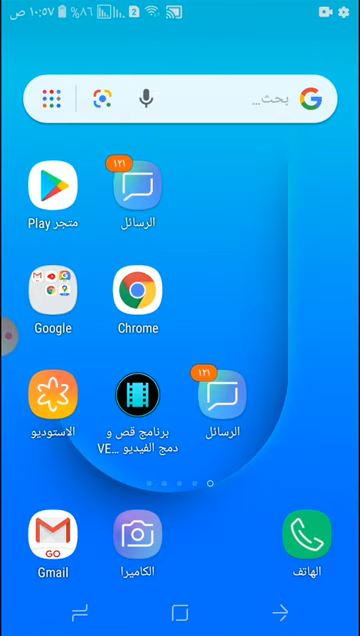 ١٠:٥٧ ص
٨٦%
2
بحث...
١٢١
الرسائل
متجر Play
Chrome
Google
١٢١
الرسائل
برنامج قص و
دمج الفيديو VE...
الاستوديو
الهاتف
الكاميرا
GO
Gmail